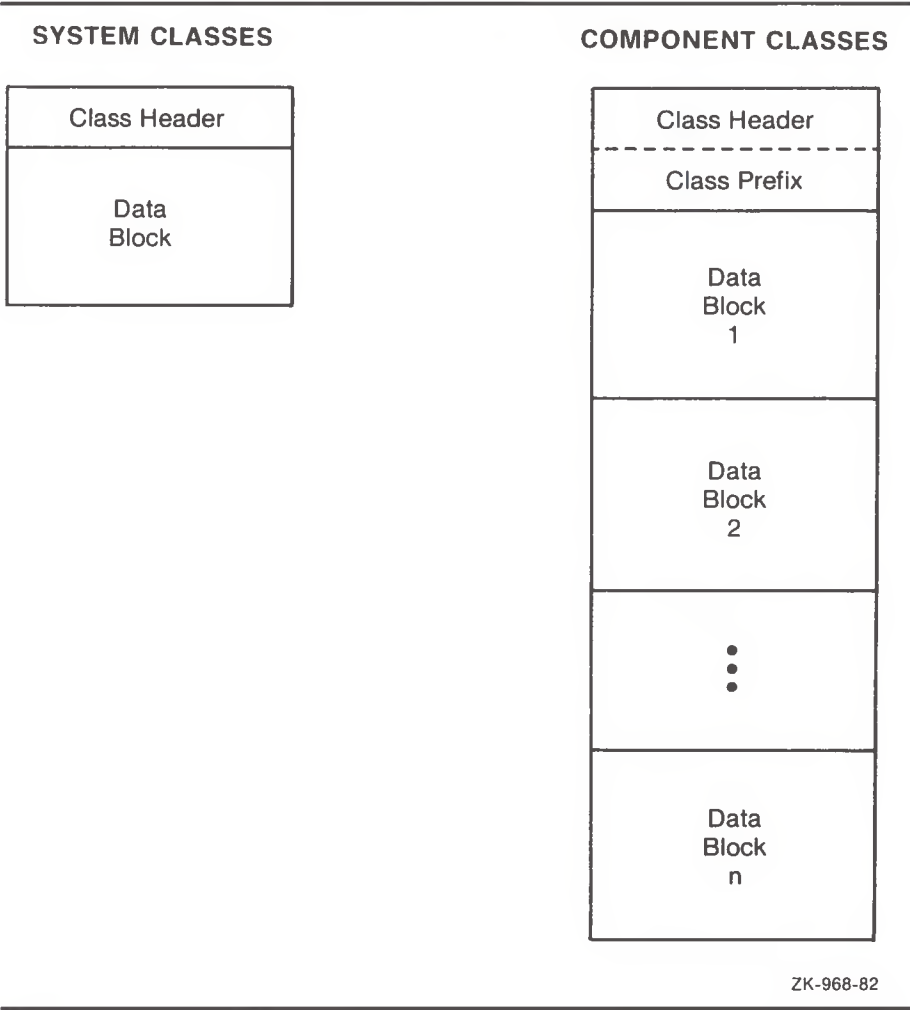 SYSTEM CLASSES
Class Header
Data
Block
COMPONENT CLASSES
Class Header
Class Prefix
Data
Block
1
Data
Block
2
Data
Block
n
ZK-968-82